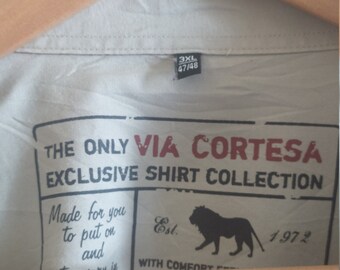 3XL
47/48
THE ONLY VIA CORTESA
EXCLUSIVE SHIRT COLLECTION
Made for you
to put on
and
Est. 1972
WITH COMFORT